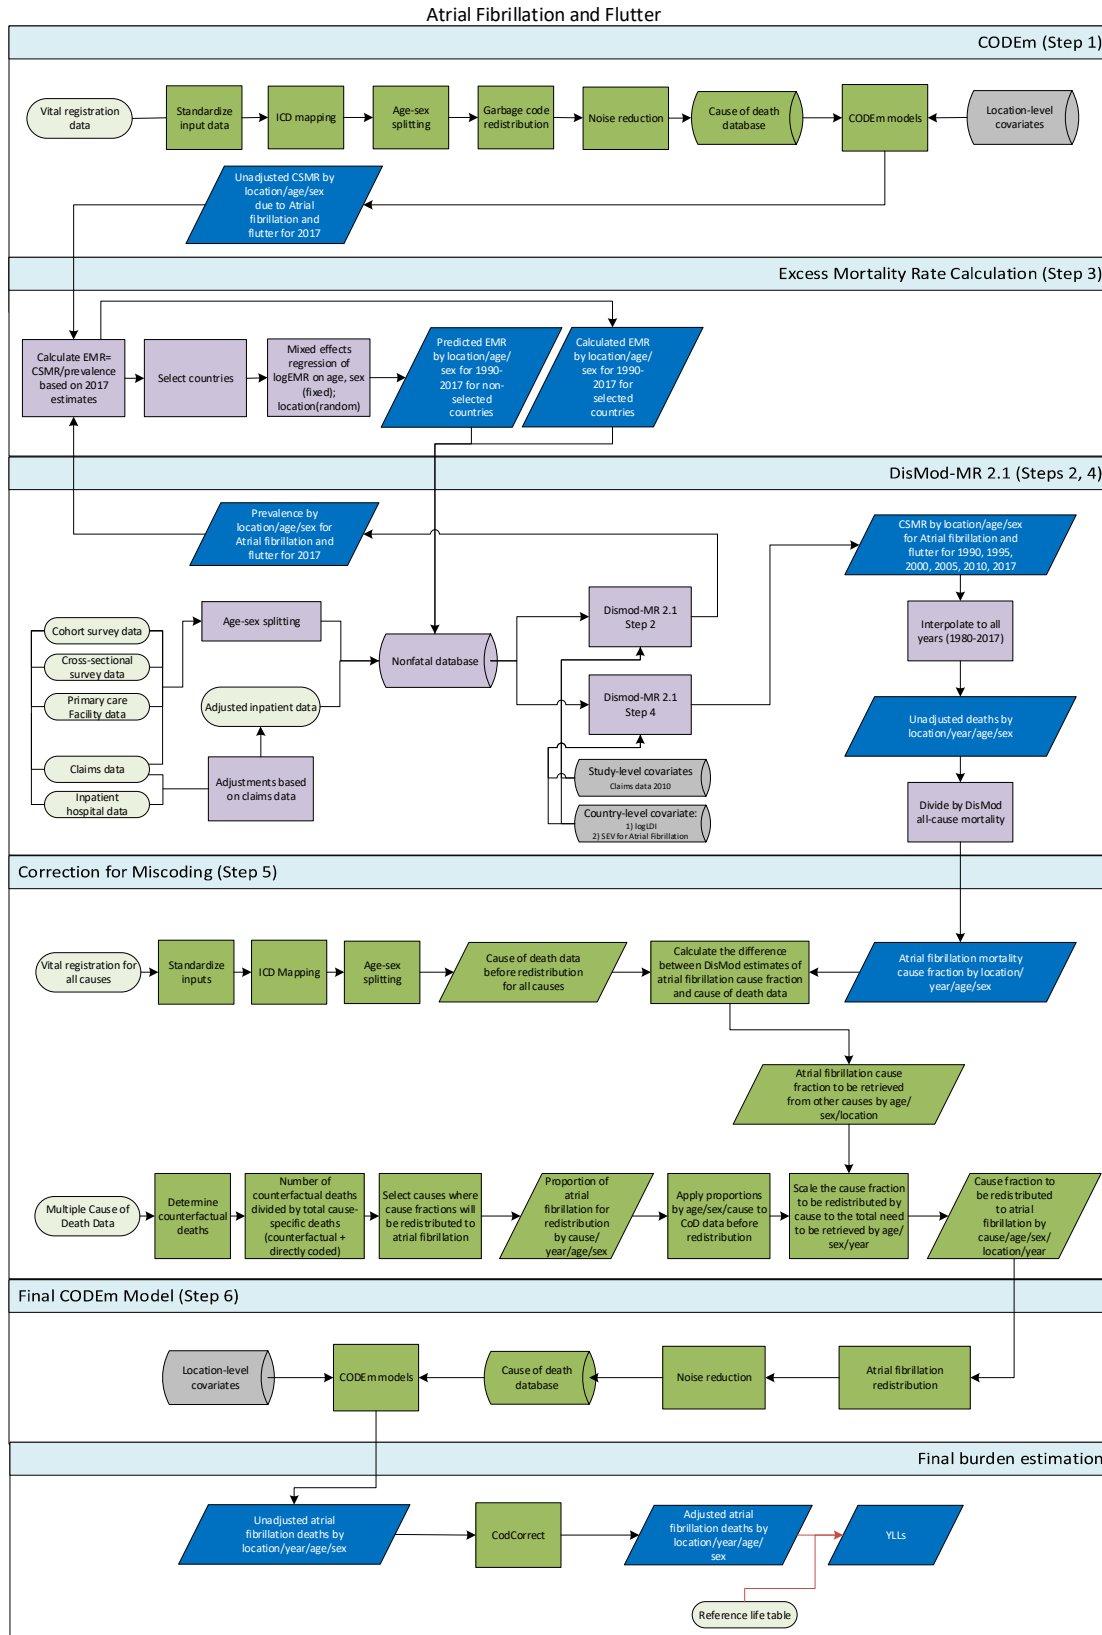 Atrial Fibrillation and Flutter
CODEm (Step 1)
Vital registration
data
Standardize
input data
ICD mapping
Age-sex
splitting
Garbage code
redistribution
Noise reduction
Cause of death
database
CODEm models
Location-level
covariates
Unadjusted CSMR by
location/age/sex
due to Atrial
fibrillation and
flutter for 2017
Excess Mortality Rate Calculation (Step 3)
Calculate EMR=
CSMR/prevalence
based on 2017
estimates
Select countries
Mixed effects
regression of
logEMR on age, sex
(fixed);
location(random)
Predicted EMR
by location/age/
sex for 1990-
2017 for non-
selected
countries
Calculated EMR
by location/age/
sex for 1990-
2017 for
selected
countries
DisMod-MR 2.1 (Steps 2, 4)
Prevalence by
location/age/sex for
Atrial fibrillation and
flutter for 2017
CSMR by location/age/sex
for Atrial fibrillation and
flutter for 1990, 1995,
2000, 2005, 2010, 2017
Cohort survey data
Cross-sectional
survey data
Primary care
Facility data
Claims data
Inpatient
hospital data
Age-sex splitting
Adjusted inpatient data
Adjustments based
on claims data
Nonfatal database
Dismod-MR 2.1
Step 2
Dismod-MR 2.1
Step 4
Study-level covariates
Claims data 2010
Country-level covariate:
1) logLDI
2) SEV for Atrial Fibrillation
Interpolate to all
years (1980-2017)
Unadjusted deaths by
location/year/age/sex
Divide by DisMod
all-cause mortality
Correction for Miscoding (Step 5)
Vital registration for
all causes
Standardize
inputs
ICD Mapping
Age-sex
splitting
Cause of death data
before redistribution
for all causes
Calculate the difference
between DisMod estimates of
atrial fibrillation cause fraction
and cause of death data
Atrial fibrillation mortality
cause fraction by location/
year/age/sex
Atrial fibrillation cause
fraction to be retrieved
from other causes by age/
sex/location
Multiple Cause of
Death Data
Determine
counterfactual
deaths
Number of
counterfactual deaths
divided by total cause-
specific deaths
(counterfactual +
directly coded)
Select causes where
cause fractions will
be redistributed to
atrial fibrillation
Proportion of
atrial
fibrillation for
redistribution
by cause/
year/age/sex
Apply proportions
by age/sex/cause to
CoD data before
redistribution
Scale the cause fraction
to be redistributed by
cause to the total need
to be retrieved by age/
sex/year
Cause fraction to
be redistributed
to atrial
fibrillation by
cause/age/sex/
location/year
Final CODEm Model (Step 6)
Location-level
covariates
CODEm models
Cause of death
database
Noise reduction
Atrial fibrillation
redistribution
Final burden estimation
Unadjusted atrial
fibrillation deaths by
location/year/age/sex
CodCorrect
Adjusted atrial
fibrillation deaths by
location/year/age/
sex
YLLs
Reference life table